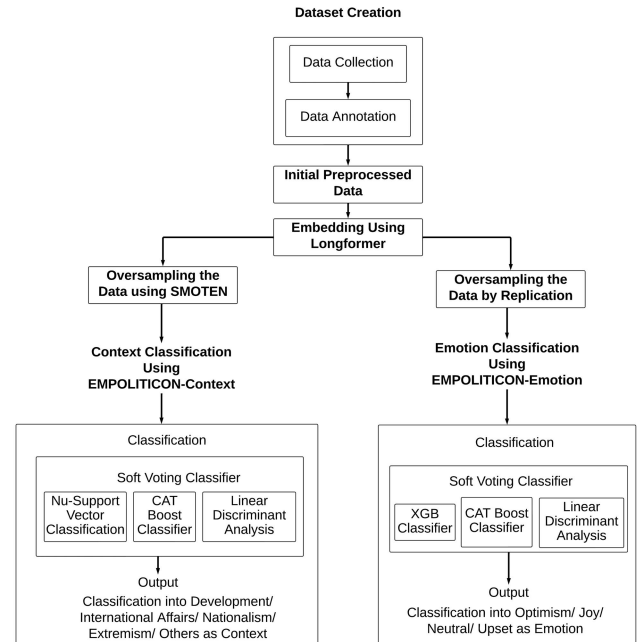 Dataset Creation
Data Collection
Data Annotation
Initial Preprocessed
Data
Embedding Using
Longformer
Oversampling the
Data using SMOTEN
Context Classification
Using
EMPOLITICON-Context
Classification
Soft Voting Classifier
Nu-Support
Vector
Classification
CAT
Boost
Classifier
Linear
Discriminant
Analysis
Output
Classification into Development/
International Affairs/ Nationalism/
Extremism/ Others as Context
Oversampling the
Data by Replication
Emotion Classification
Using
EMPOLITICON-Emotion
Classification
Soft Voting Classifier
XGB
Classifier
CAT Boost
Classifier
Linear
Discriminant
Analysis
Output
Classification into Optimism/ Joy/
Neutral/ Upset as Emotion